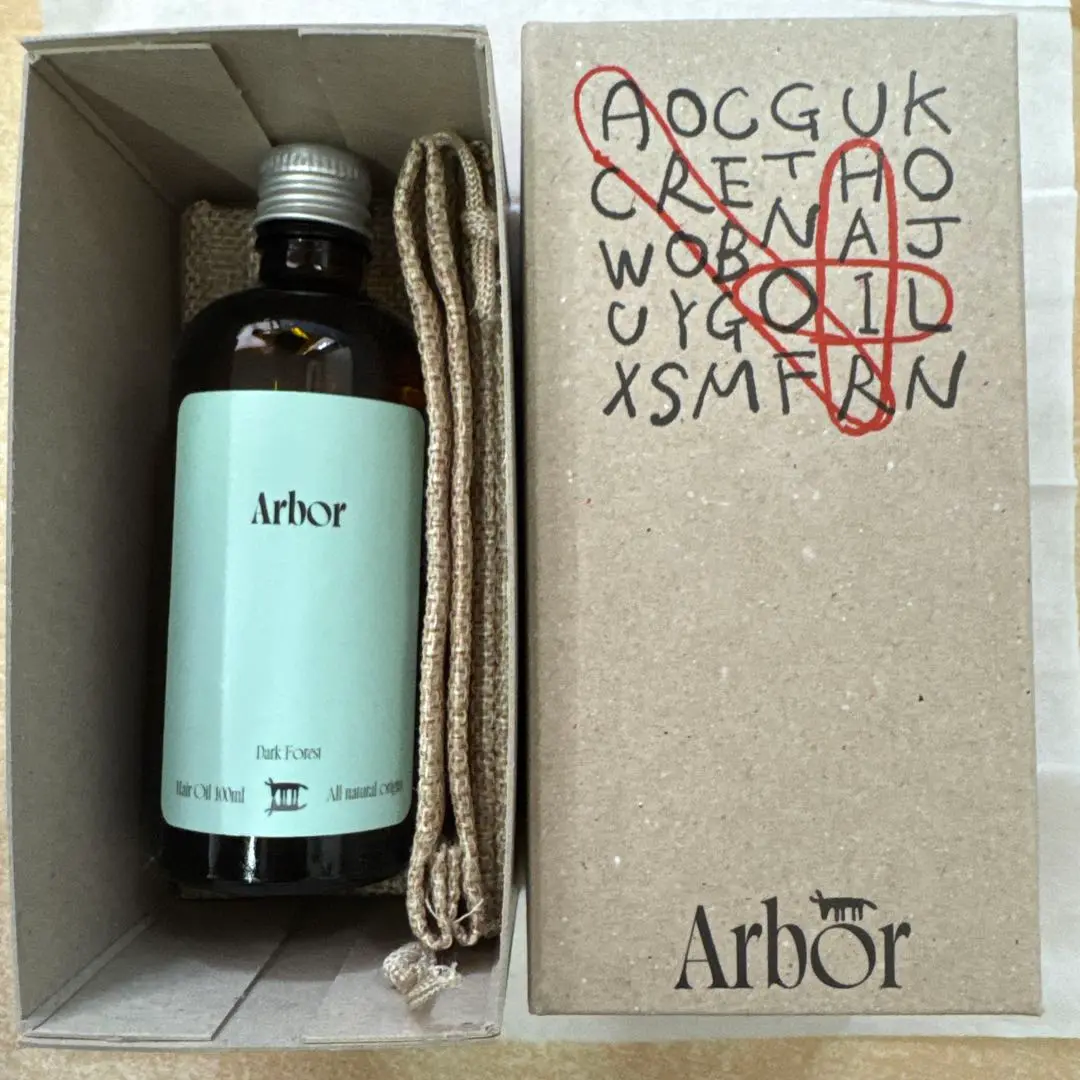 Arbor
Dark Forest
Hair Oil 100ml
All natural origin
AOCGUK
CRETHO
WOBNAJ
UYGOIL
XSMFRN
Arbor